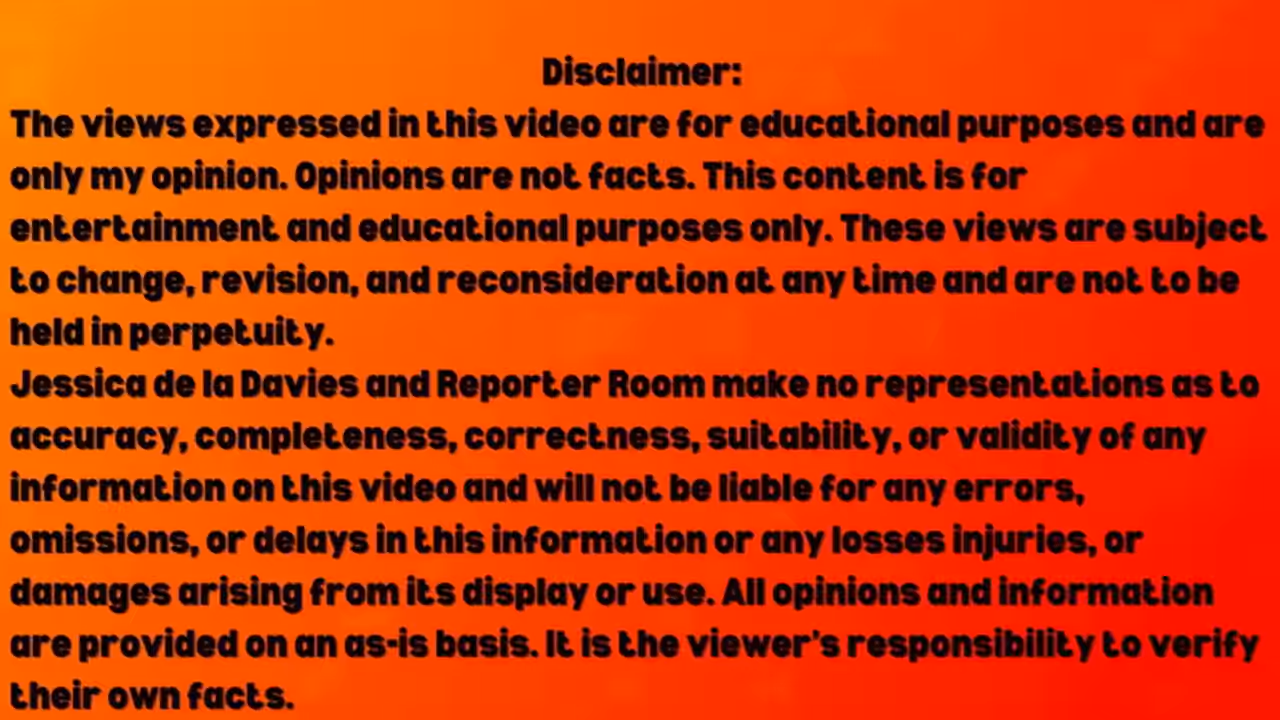 Disclaimer:
The views expressed in this video are for educational purposes and are
only my opinion. Opinions are not facts. This content is for
entertainment and educational purposes only. These views are subject
to change, revision, and reconsideration at any time and are not to be
held in perpetuity.
Jessica de la Davies and Reporter Room make no representations as to
accuracy, completeness, correctness, suitability, or validity of any
information on this video and will not be liable for any errors,
omissions, or delays in this information or any losses injuries, or
damages arising from its display or use. All opinions and information
are provided on an as-is basis. It is the viewer's responsibility to verify
their own facts.